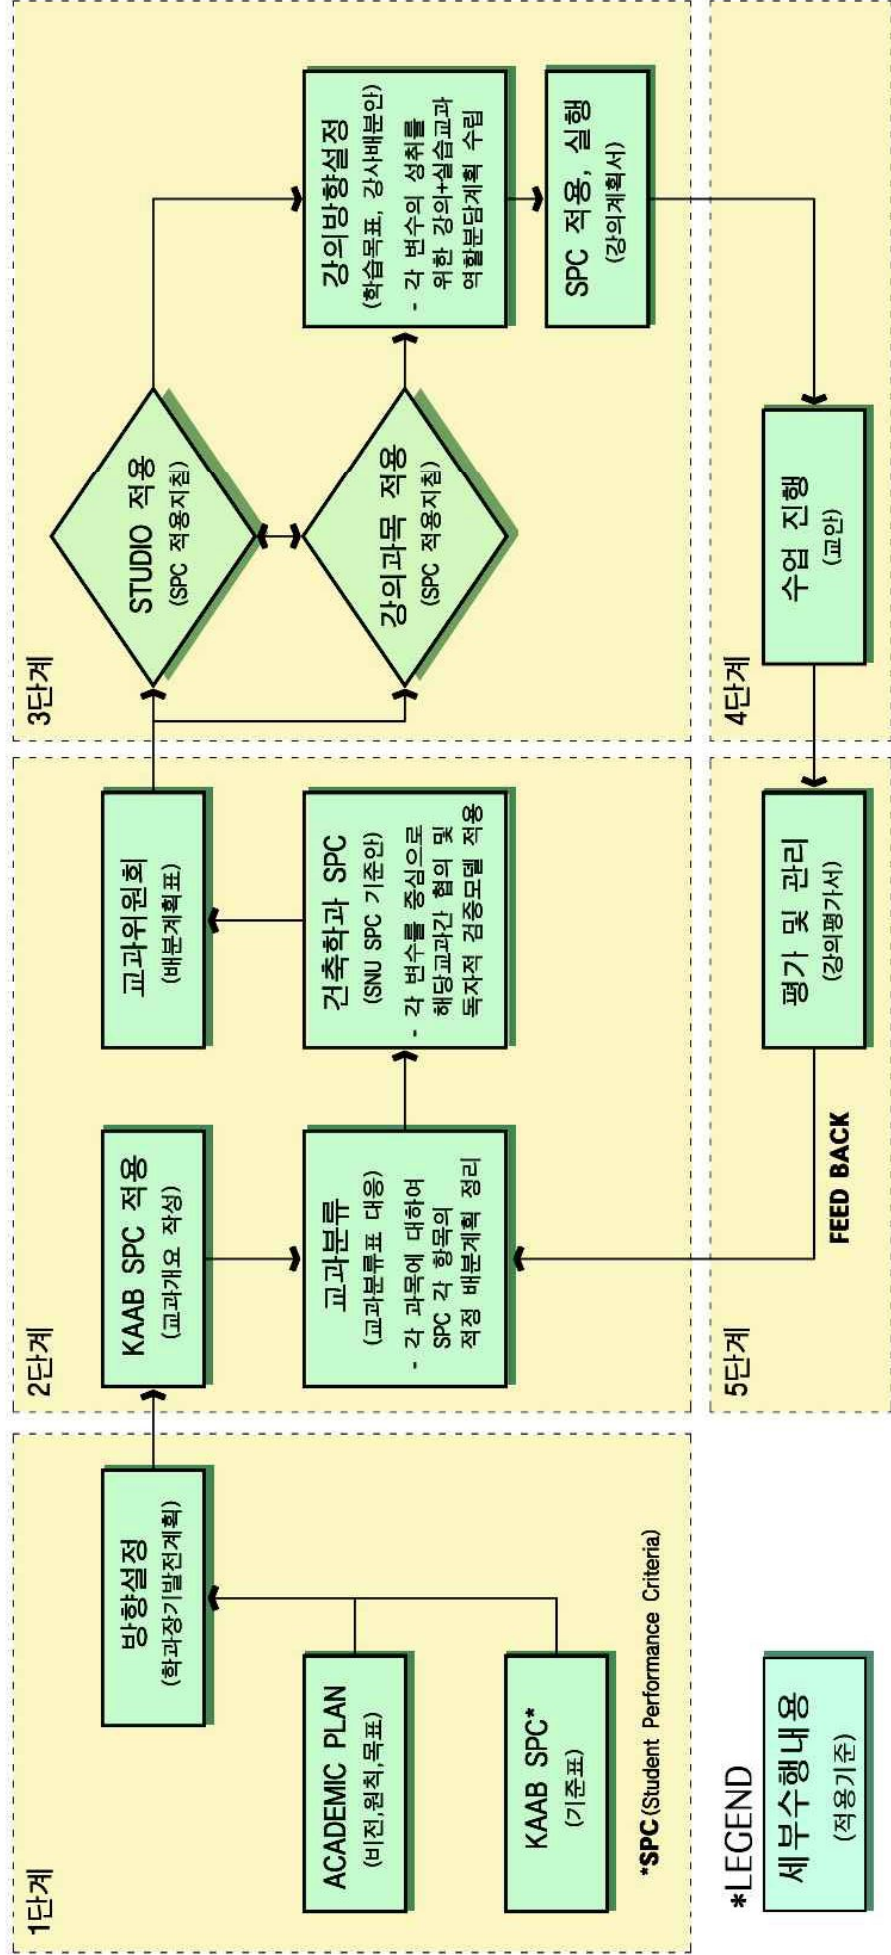 1단계
방향설정
(학과장기발전계획)
ACADEMIC PLAN
(비전,원칙,목표)
KAAB SPC*
(기준표)
*SPC(Student Performance Criteria)
2단계
KAAB SPC 적용
(교과개요 작성)
교과분류
(교과분류표 대응)
- 각 과목에 대하여
SPC 각 항목의
적정 배분계획 정리
교과위원회
(배분계획표)
건축학과 SPC
(SNU SPC 기준안)
- 각 변수를 중심으로
해당교과간 협의 및
독자적 검증모델 적용
3단계
STUDIO 적용
(SPC 적용지침)
강의과목 적용
(SPC 적용지침)
강의방향설정
(학습목표, 강사배분안)
- 각 변수의 성취를
위한 강의+실습교과
역할분담계획 수립
SPC 적용, 실행
(강의계획서)
4단계
수업 진행
(교안)
5단계
평가 및 관리
(강의평가서)
FEED BACK
*LEGEND
세부수행내용
(적용기준)